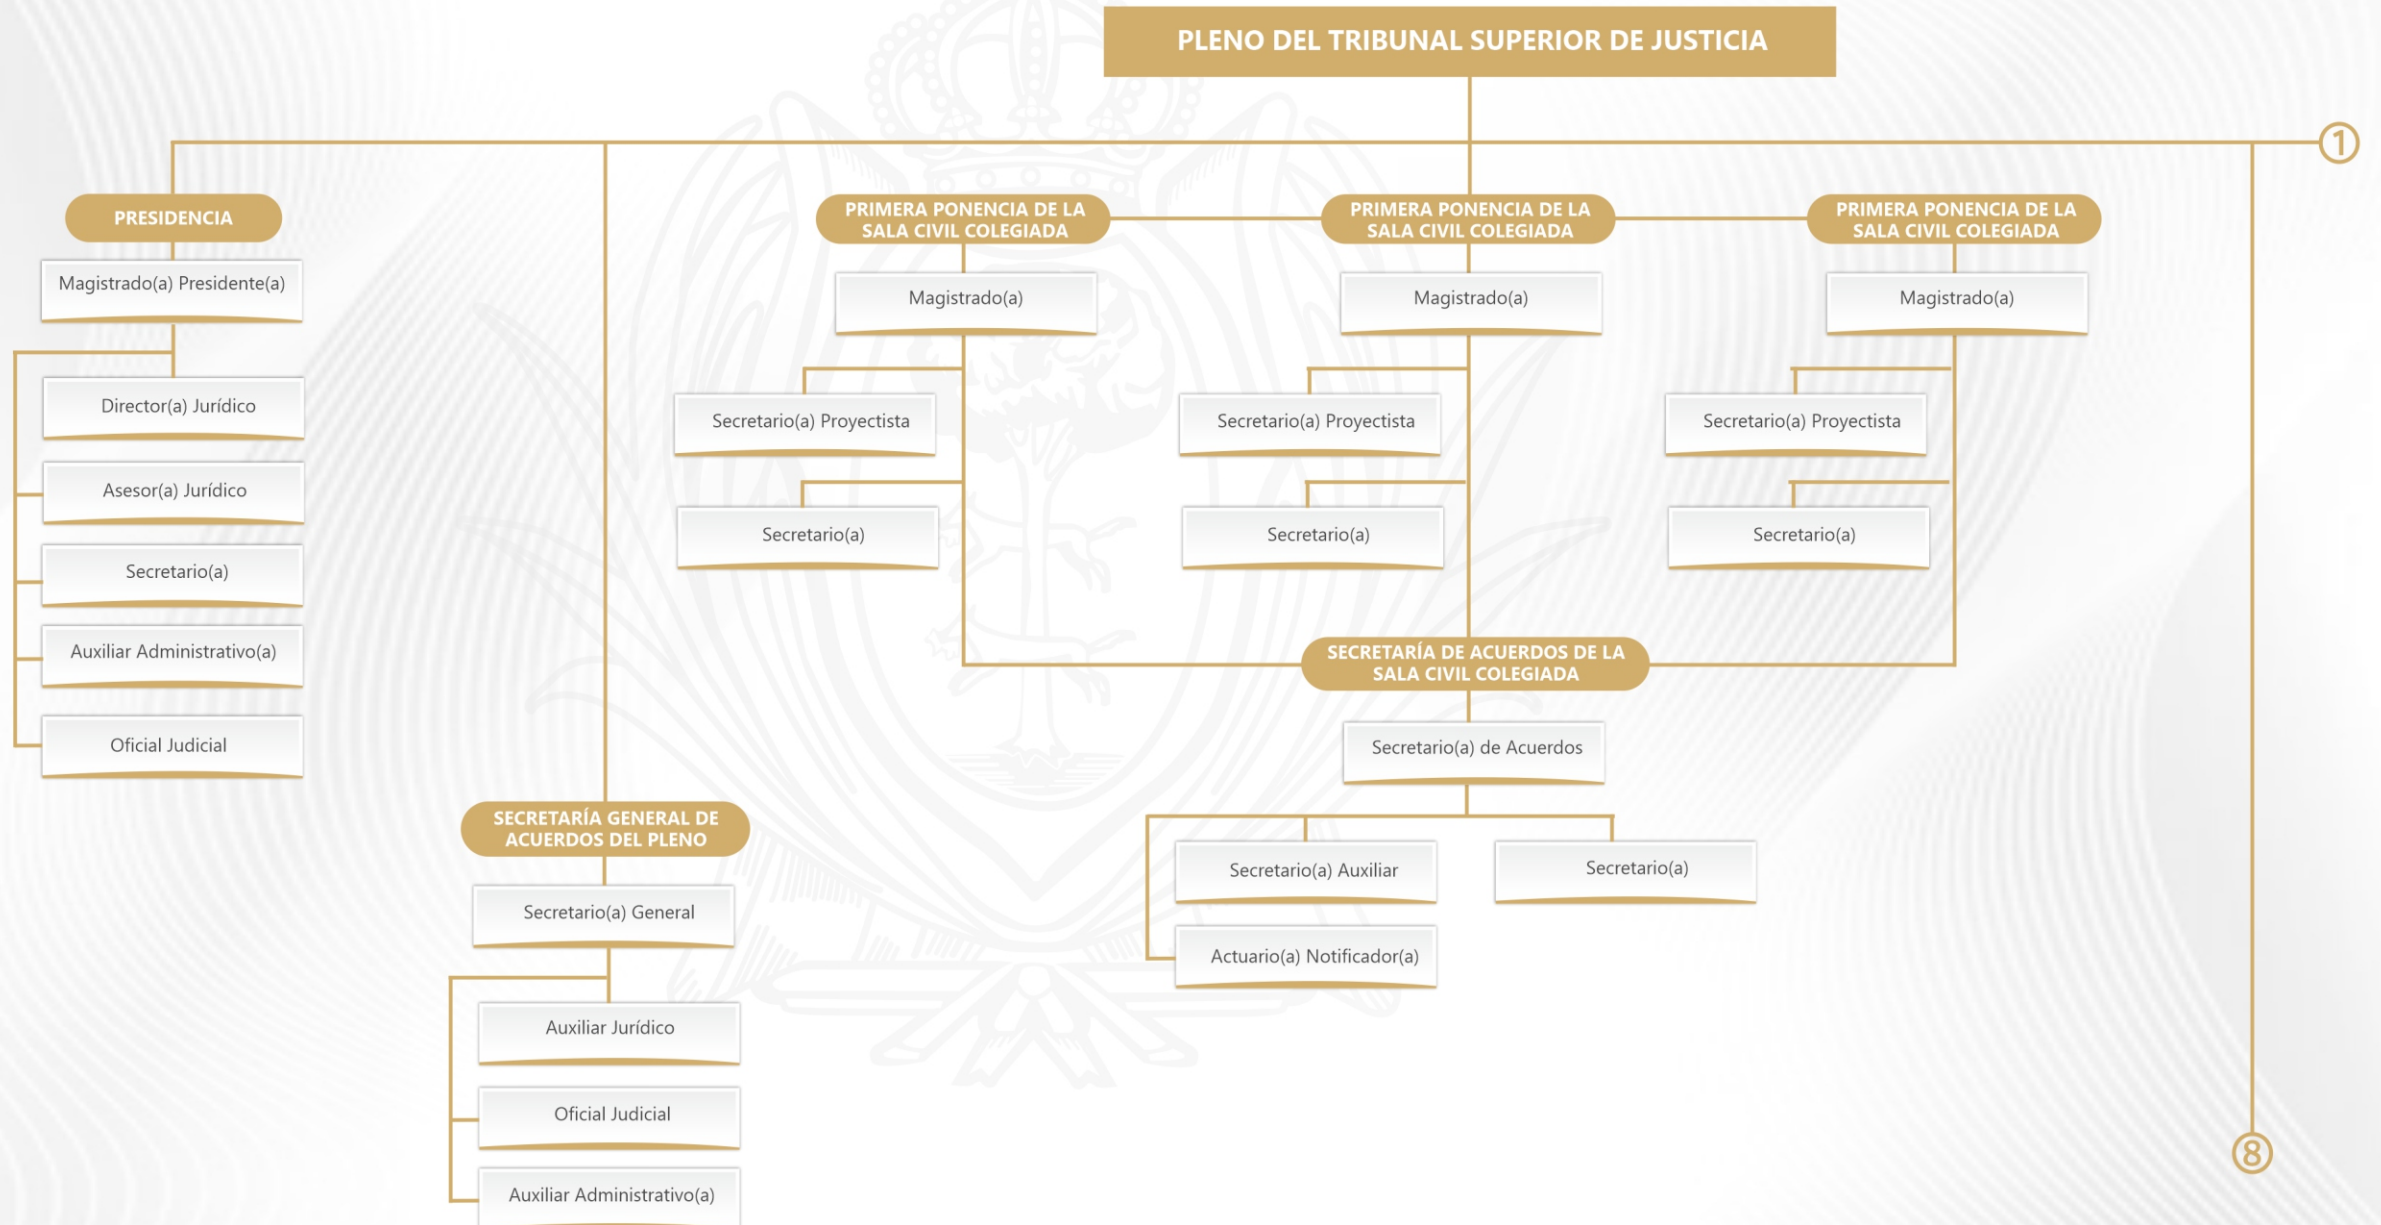 PLENO DEL TRIBUNAL SUPERIOR DE JUSTICIA
1
PRESIDENCIA
Magistrado(a) Presidente(a)
Director(a) Jurídico
Asesor(a) Jurídico
Secretario(a)
Auxiliar Administrativo(a)
Oficial Judicial
SECRETARÍA GENERAL DE
ACUERDOS DEL PLENO
Secretario(a) General
Auxiliar Jurídico
Oficial Judicial
Auxiliar Administrativo(a)
PRIMERA PONENCIA DE LA
SALA CIVIL COLEGIADA
Magistrado(a)
Secretario(a) Proyectista
Secretario(a)
PRIMERA PONENCIA DE LA
SALA CIVIL COLEGIADA
Magistrado(a)
Secretario(a) Proyectista
Secretario(a)
PRIMERA PONENCIA DE LA
SALA CIVIL COLEGIADA
Magistrado(a)
Secretario(a) Proyectista
Secretario(a)
SECRETARÍA DE ACUERDOS DE LA
SALA CIVIL COLEGIADA
Secretario(a) de Acuerdos
Secretario(a) Auxiliar
Secretario(a)
Actuario(a) Notificador(a)
8